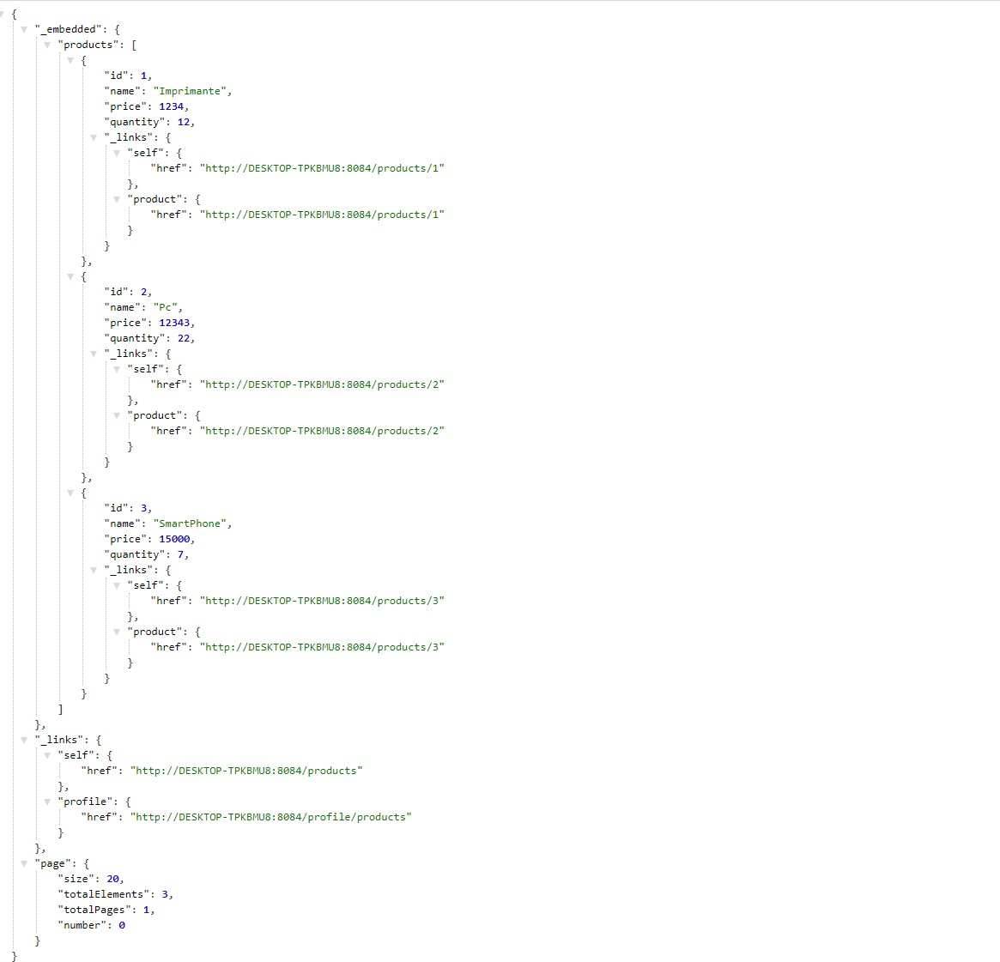 {
"_embedded": {
"products": [
{
"id": 1,
"name": "Imprimante",
"price": 1234,
"quantity": 12,
"_links": {
"self": {
"href": "http://DESKTOP-TPKBMU8:8084/products/1"
},
"product": {
"href": "http://DESKTOP-TPKBMU8:8084/products/1"
}
}
},
{
"id": 2,
"name": "Pc",
"price": 12343,
"quantity": 22,
"_links": {
"self": {
"href": "http://DESKTOP-TPKBMU8:8084/products/2"
},
"product": {
"href": "http://DESKTOP-TPKBMU8:8084/products/2"
}
}
},
{
"id": 3,
"name": "SmartPhone",
"price": 15000,
"quantity": 7,
"_links": {
"self": {
"href": "http://DESKTOP-TPKBMU8:8084/products/3"
},
"product": {
"href": "http://DESKTOP-TPKBMU8:8084/products/3"
}
}
}
]
},
"_links": {
"self": {
"href": "http://DESKTOP-TPKBMU8:8084/products"
},
"profile": {
"href": "http://DESKTOP-TPKBMU8:8084/profile/products"
}
},
"page": {
"size": 20,
"totalElements": 3,
"totalPages": 1,
"number": 0
}
}